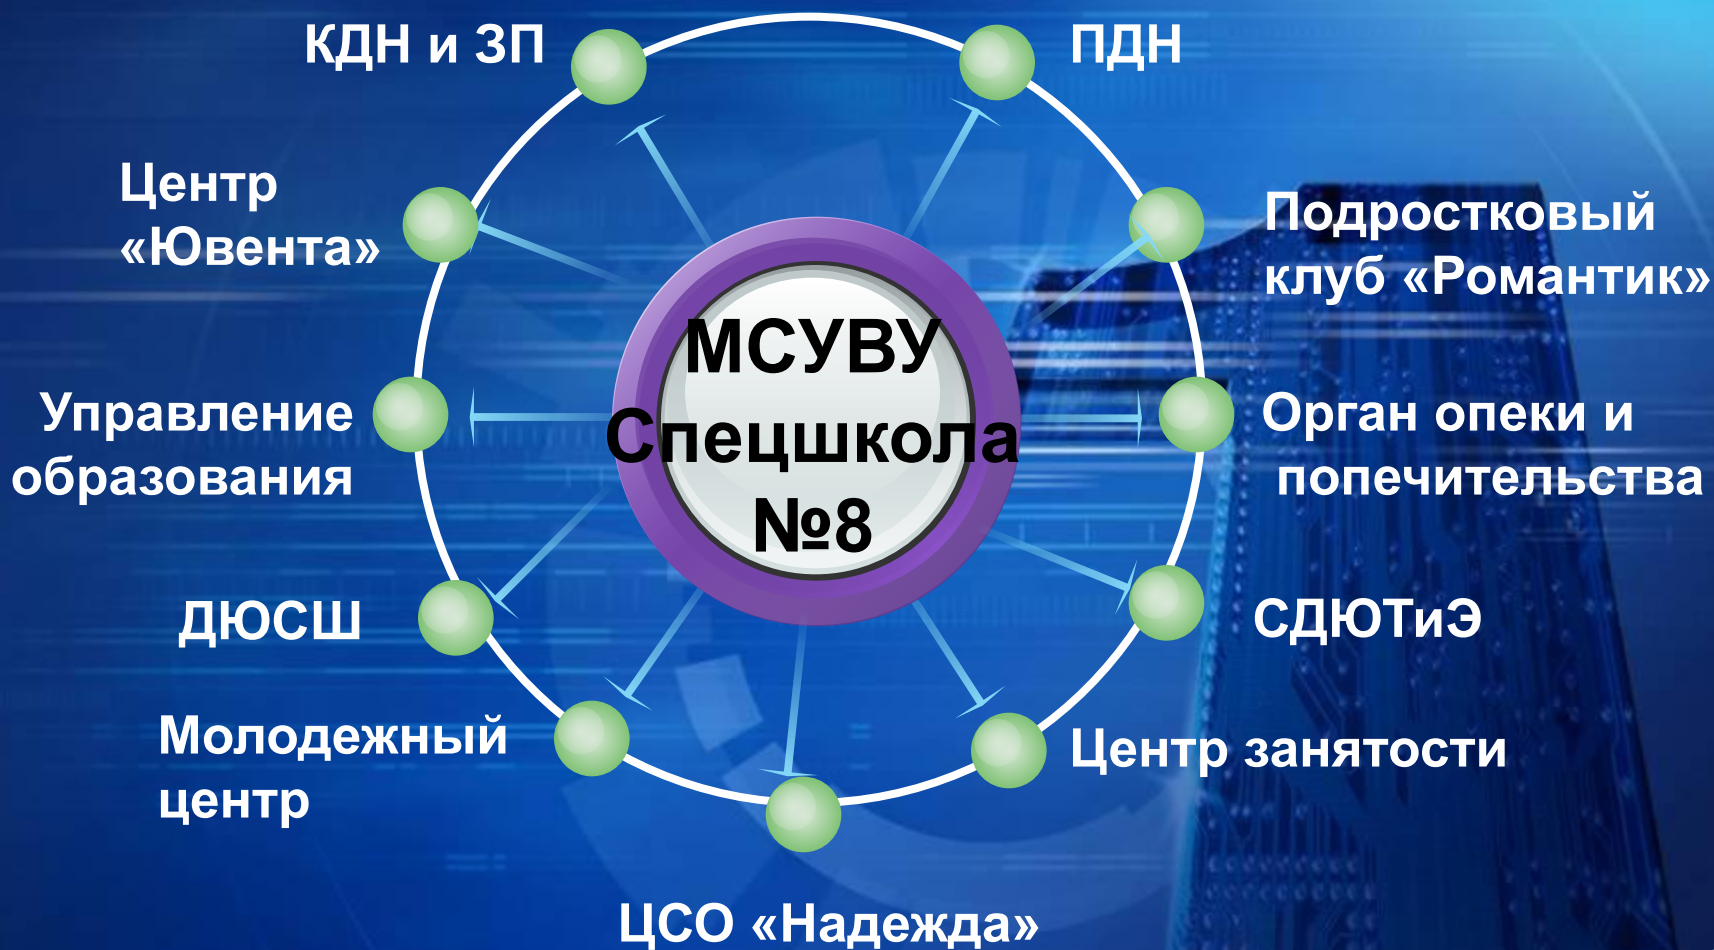 КДН и ЗП
ПДН
Центр
«Ювента»
Подростковый
клуб «Романтик»
МСУВУ
Спецшкола
№8
Управление
образования
Орган опеки и
попечительства
ДЮСШ
СДЮТиЭ
Молодежный
центр
Центр занятости
ЦСО «Надежда»